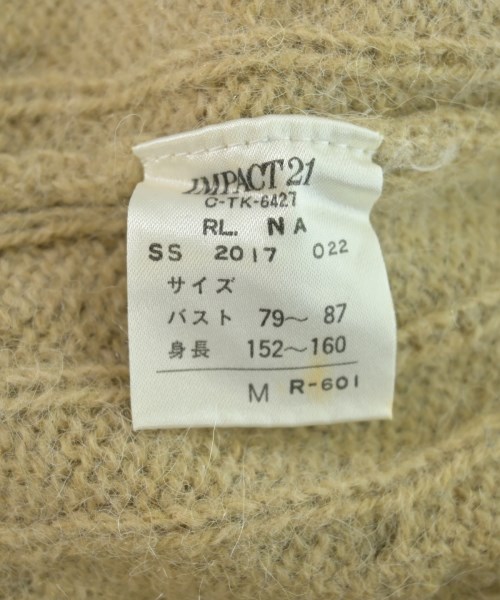 IMPACT 21
C-TK-6427
RL. NA
SS 2017 022
サイズ
バスト 79〜 87
身長 152〜160
M R-601